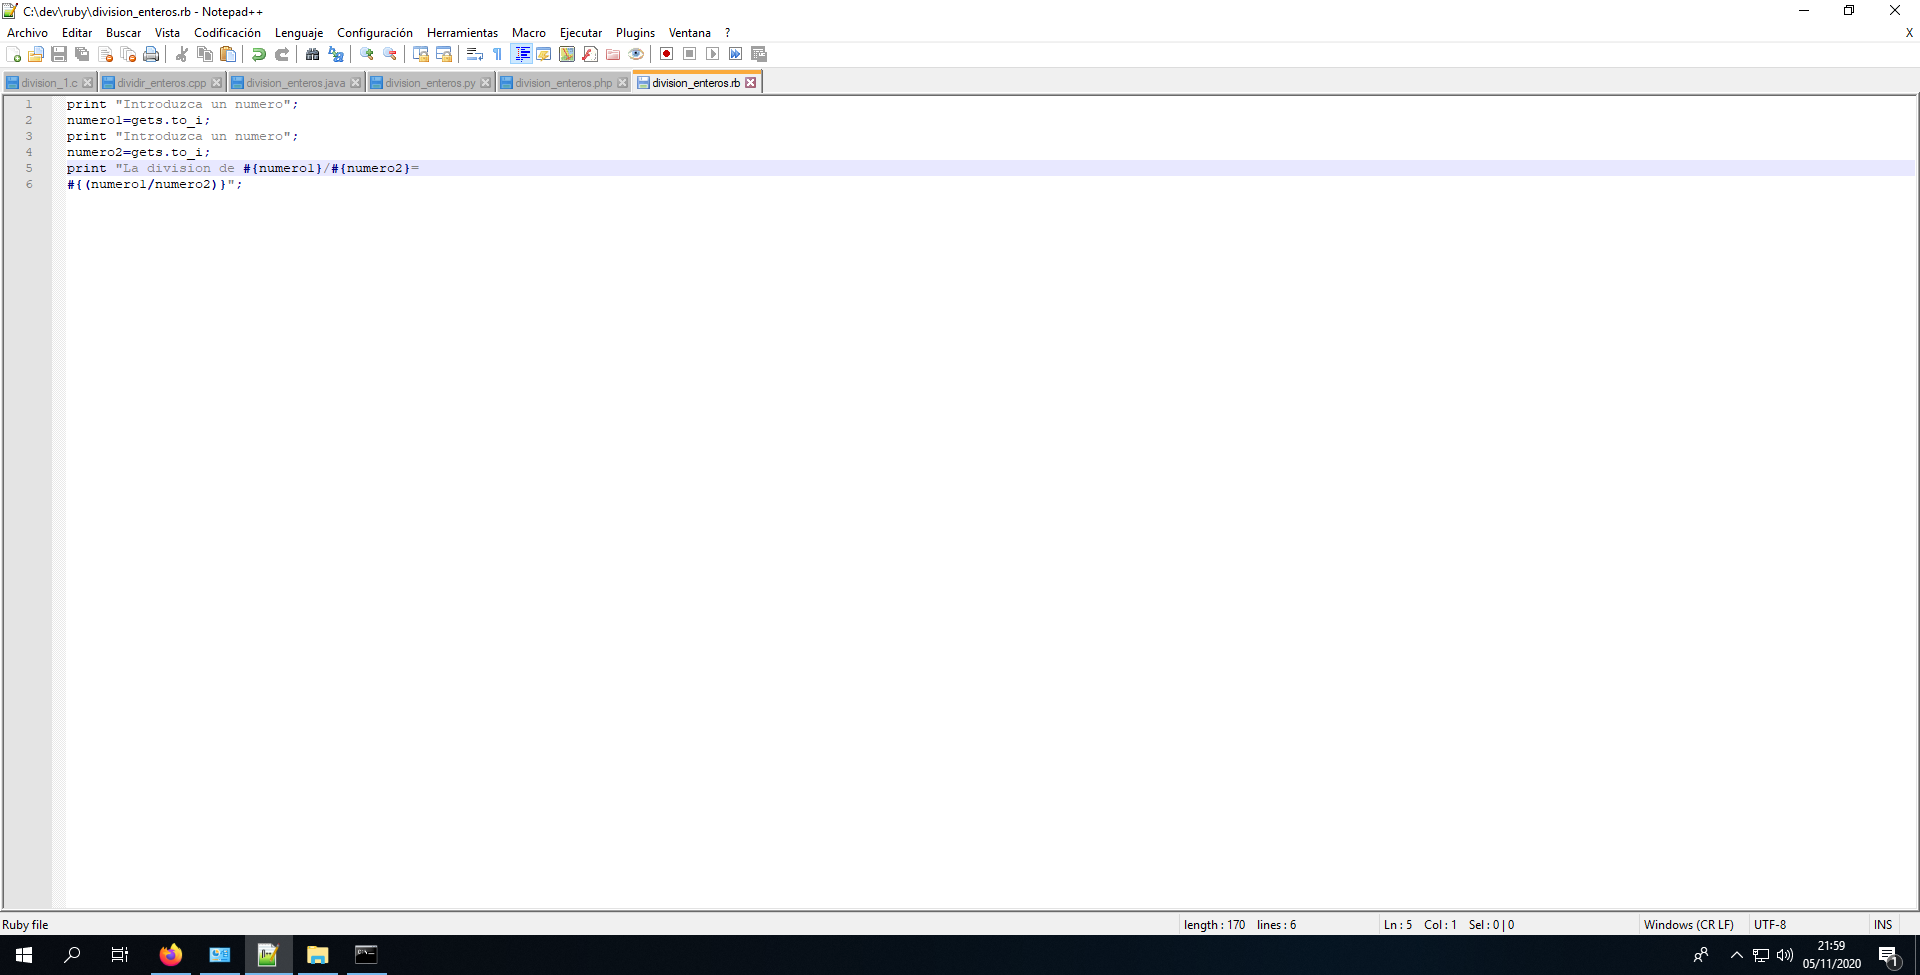 C:\dev\ruby\division_enteros.rb - Notepad++
Archivo Editar Buscar Vista Codificación Lenguaje Configuración Herramientas Macro Ejecutar Plugins Ventana ? X
division_1.c dividir_enteros.cpp division_enteros.java division_enteros.py division_enteros.php division_enteros.rb
1 print "Introduzca un numero";
2 numero1=gets.to_i;
3 print "Introduzca un numero";
4 numero2=gets.to_i;
5 print "La division de #{numero1}/#{numero2}=
6 #{(numero1/numero2)}";
Ruby file length : 170 lines : 6 Ln : 5 Col : 1 Sel : 0 | 0 Windows (CR LF) UTF-8 INS
21:59
05/11/2020
1